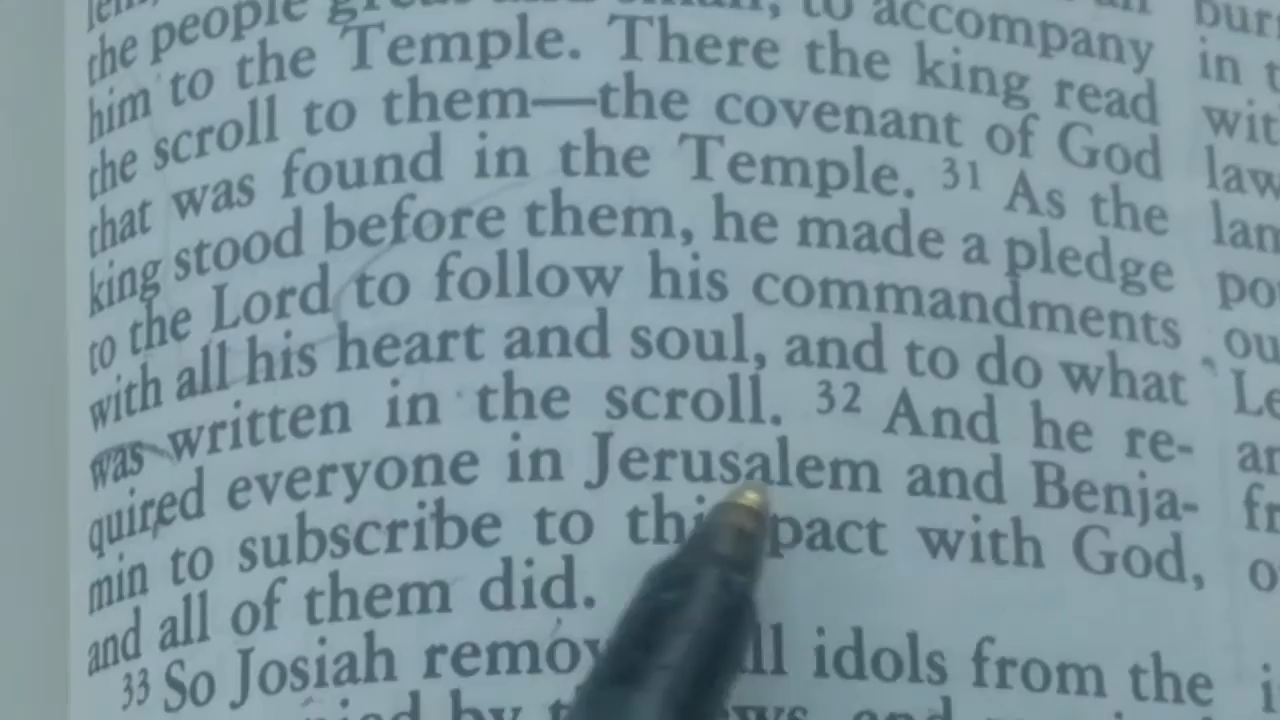 the people great and small, to accompany
him to the Temple. There the king read
the scroll to them—the covenant of God
that was found in the Temple. 31 As the
king stood before them, he made a pledge
to the Lord to follow his commandments
with all his heart and soul, and to do what
was written in the scroll. 32 And he re-
quired everyone in Jerusalem and Benja-
min to subscribe to this pact with God,
and all of them did.
33 So Josiah removed all idols from the
by
in